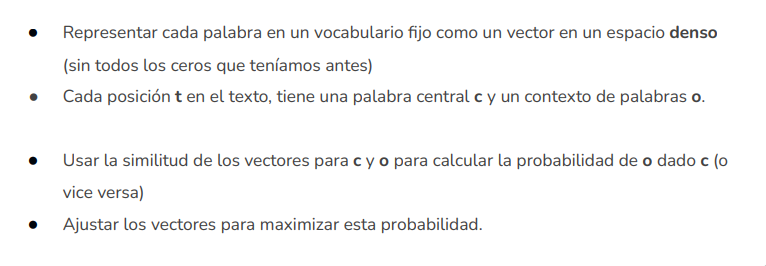 ● Representar cada palabra en un vocabulario fijo como un vector en un espacio denso
(sin todos los ceros que teníamos antes)
● Cada posición t en el texto, tiene una palabra central c y un contexto de palabras o.
● Usar la similitud de los vectores para c y o para calcular la probabilidad de o dado c (o
vice versa)
● Ajustar los vectores para maximizar esta probabilidad.